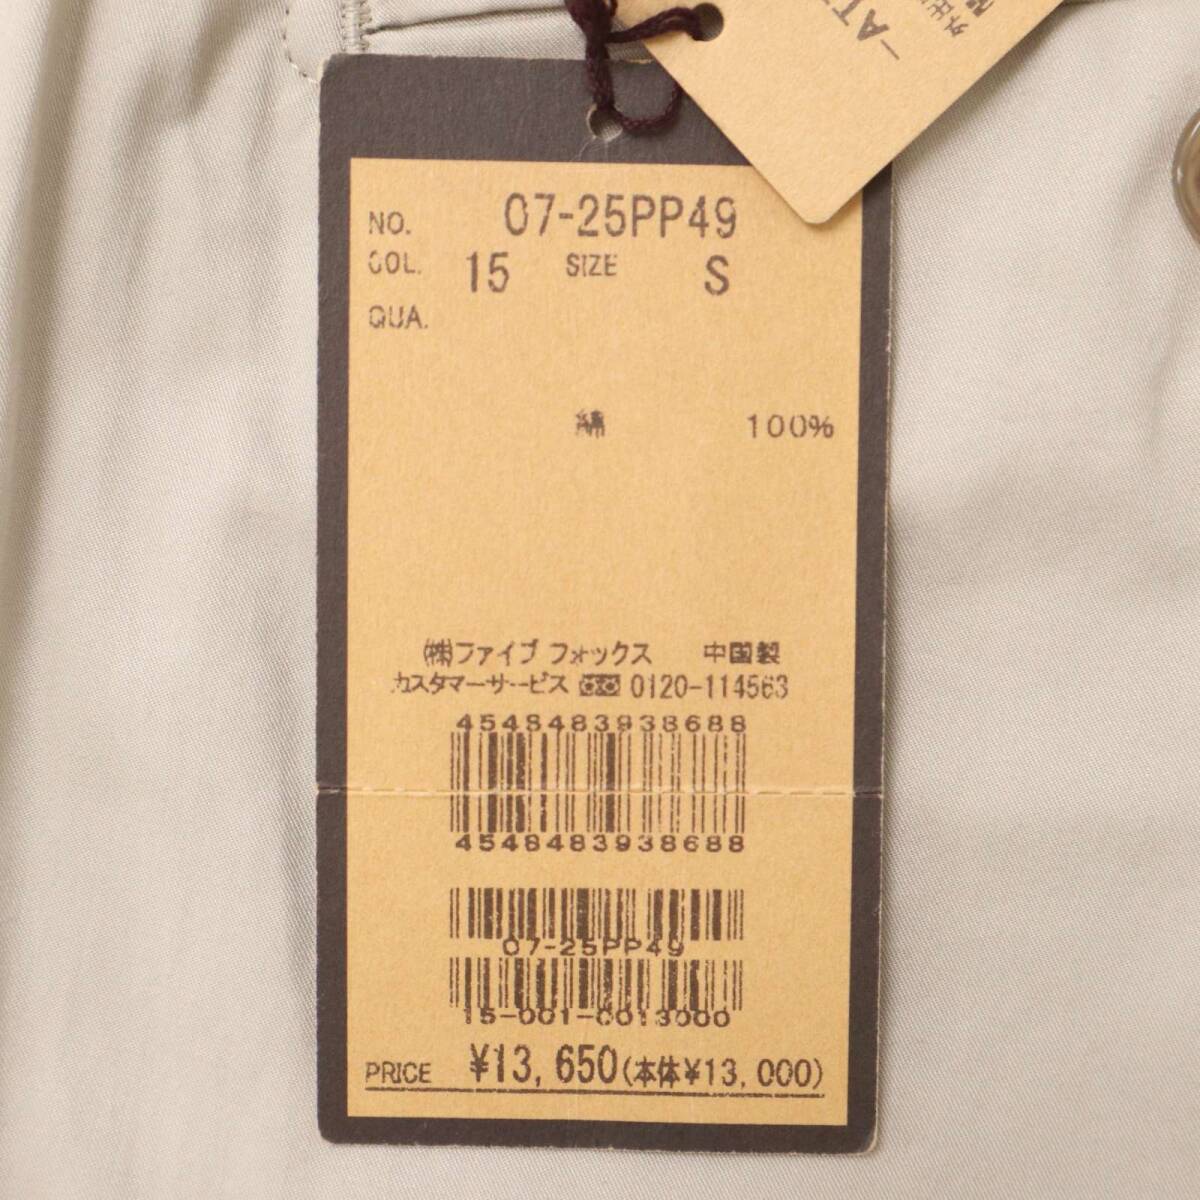 NO. 07-25PP49
COL. 15 SIZE S
QUA.
綿 100%
㈱ファイブ フォックス 中国製
カスタマーサービス 0120-114563
4548483938688
4548483938688
07-25PP49
15-001-0013000
PRICE ¥13,650(本体¥13,000)